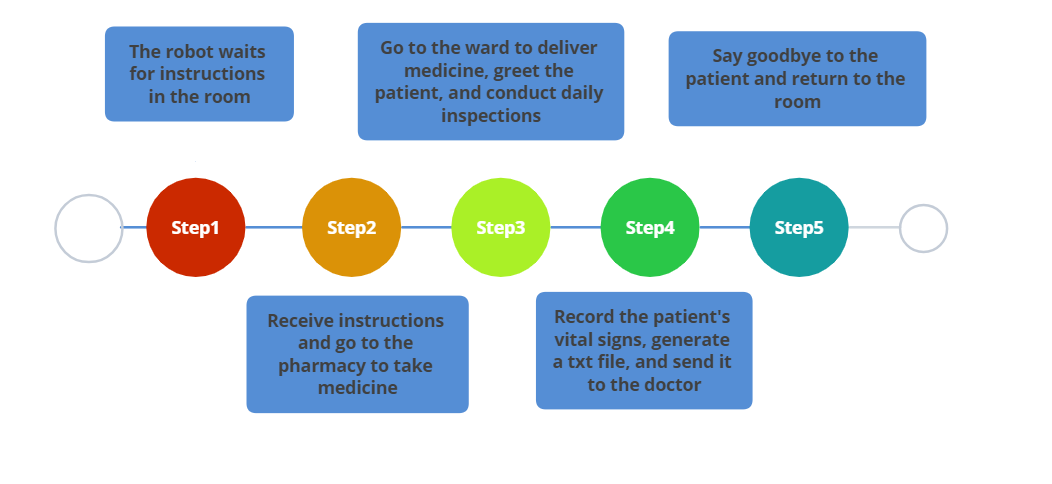 The robot waits
for instructions
in the room
Go to the ward to deliver
medicine, greet the
patient, and conduct daily
inspections
Say goodbye to the
patient and return to the
room
Step1
Step2
Step3
Step4
Step5
Receive instructions
and go to the
pharmacy to take
medicine
Record the patient's
vital signs, generate
a txt file, and send it
to the doctor